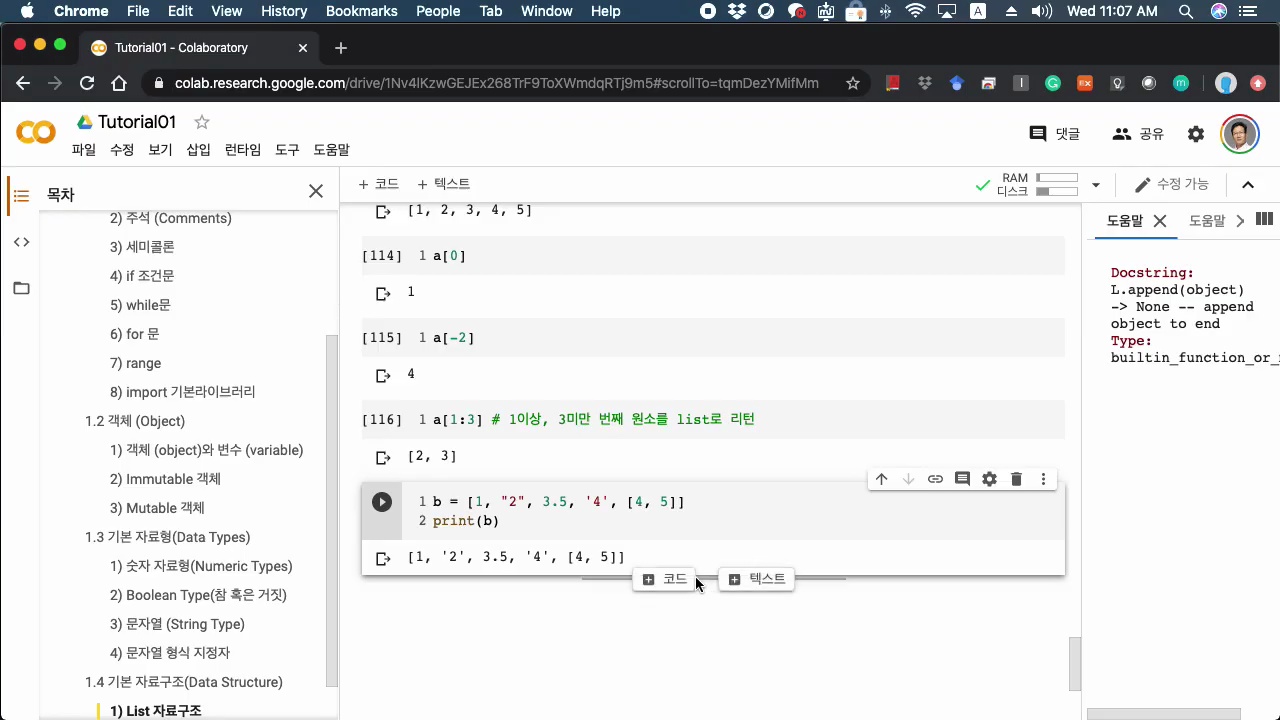 Chrome File Edit View History Bookmarks People Tab Window Help Wed 11:07 AM
Tutorial01 - Colaboratory
colab.research.google.com/drive/1Nv4lKzwGEJEx268TrF9ToXWmdqRTj9m5#scrollTo=tqmDezYMifMm
Tutorial01
파일 수정 보기 삽입 런타임 도구 도움말
댓글 공유
목차
+ 코드 + 텍스트
RAM
디스크
수정 가능
2) 주석 (Comments)
3) 세미콜론
4) if 조건문
5) while문
6) for 문
7) range
8) import 기본라이브러리
1.2 객체 (Object)
1) 객체 (object)와 변수 (variable)
2) Immutable 객체
3) Mutable 객체
1.3 기본 자료형(Data Types)
1) 숫자 자료형(Numeric Types)
2) Boolean Type(참 혹은 거짓)
3) 문자열 (String Type)
4) 문자열 형식 지정자
1.4 기본 자료구조(Data Structure)
1) List 자료구조
[1, 2, 3, 4, 5]
[114] 1 a[0]
1
[115] 1 a[-2]
4
[116] 1 a[1:3] # 1이상, 3미만 번째 원소를 list로 리턴
[2, 3]
1 b = [1, "2", 3.5, '4', [4, 5]]
2 print(b)
[1, '2', 3.5, '4', [4, 5]]
코드 텍스트
도움말 도움말
Docstring:
L.append(object)
-> None -- append
object to end
Type:
builtin_function_or_